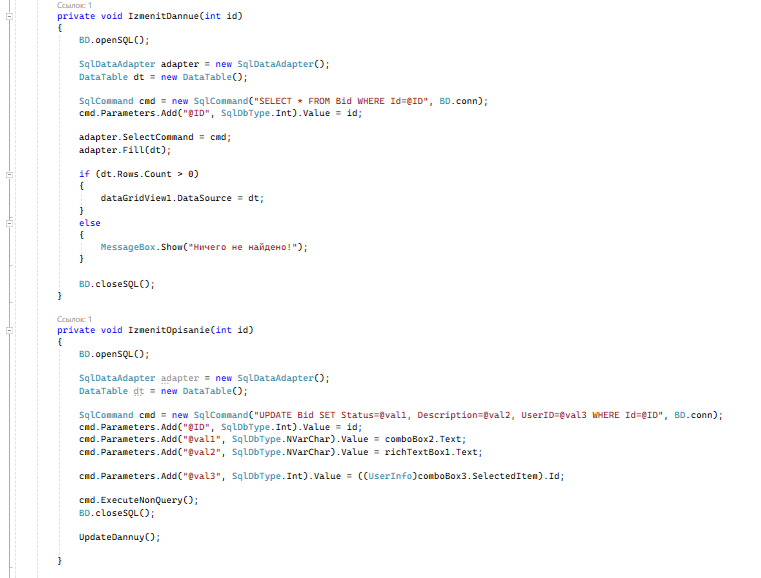 Ссылок: 1
private void IzmenitDannue(int id)
{
BD.openSQL();
SqlDataAdapter adapter = new SqlDataAdapter();
DataTable dt = new DataTable();
SqlCommand cmd = new SqlCommand("SELECT * FROM Bid WHERE Id=@ID", BD.conn);
cmd.Parameters.Add("@ID", SqlDbType.Int).Value = id;
adapter.SelectCommand = cmd;
adapter.Fill(dt);
if (dt.Rows.Count > 0)
{
dataGridView1.DataSource = dt;
}
else
{
MessageBox.Show("Ничего не найдено!");
}
BD.closeSQL();
}
Ссылок: 1
private void IzmenitOpisanie(int id)
{
BD.openSQL();
SqlDataAdapter adapter = new SqlDataAdapter();
DataTable dt = new DataTable();
SqlCommand cmd = new SqlCommand("UPDATE Bid SET Status=@val1, Description=@val2, UserID=@val3 WHERE Id=@ID", BD.conn);
cmd.Parameters.Add("@ID", SqlDbType.Int).Value = id;
cmd.Parameters.Add("@val1", SqlDbType.NVarChar).Value = comboBox2.Text;
cmd.Parameters.Add("@val2", SqlDbType.NVarChar).Value = richTextBox1.Text;
cmd.Parameters.Add("@val3", SqlDbType.Int).Value = ((UserInfo)comboBox3.SelectedItem).Id;
cmd.ExecuteNonQuery();
BD.closeSQL();
UpdateDannuy();
}